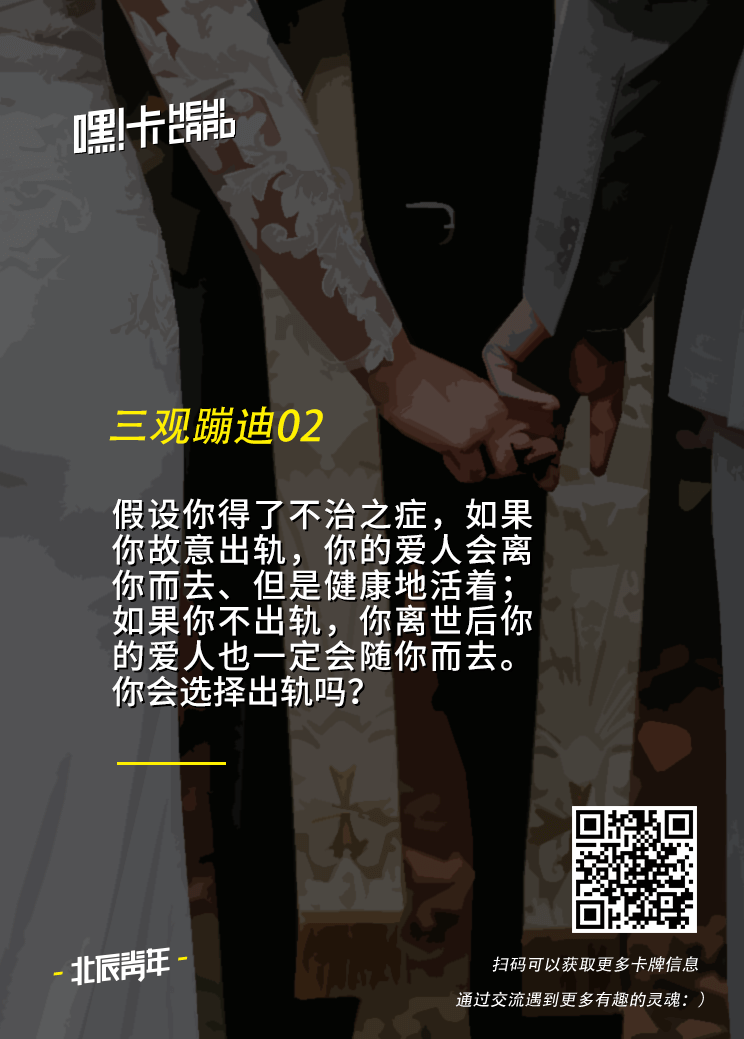 嘿!卡 HEY! CARD
三观蹦迪02
假设你得了不治之症，如果
你故意出轨，你的爱人会离
你而去、但是健康地活着；
如果你不出轨，你离世后你
的爱人也一定会随你而去。
你会选择出轨吗？
- 北辰青年 -
扫码可以获取更多卡牌信息
通过交流遇到更多有趣的灵魂：）